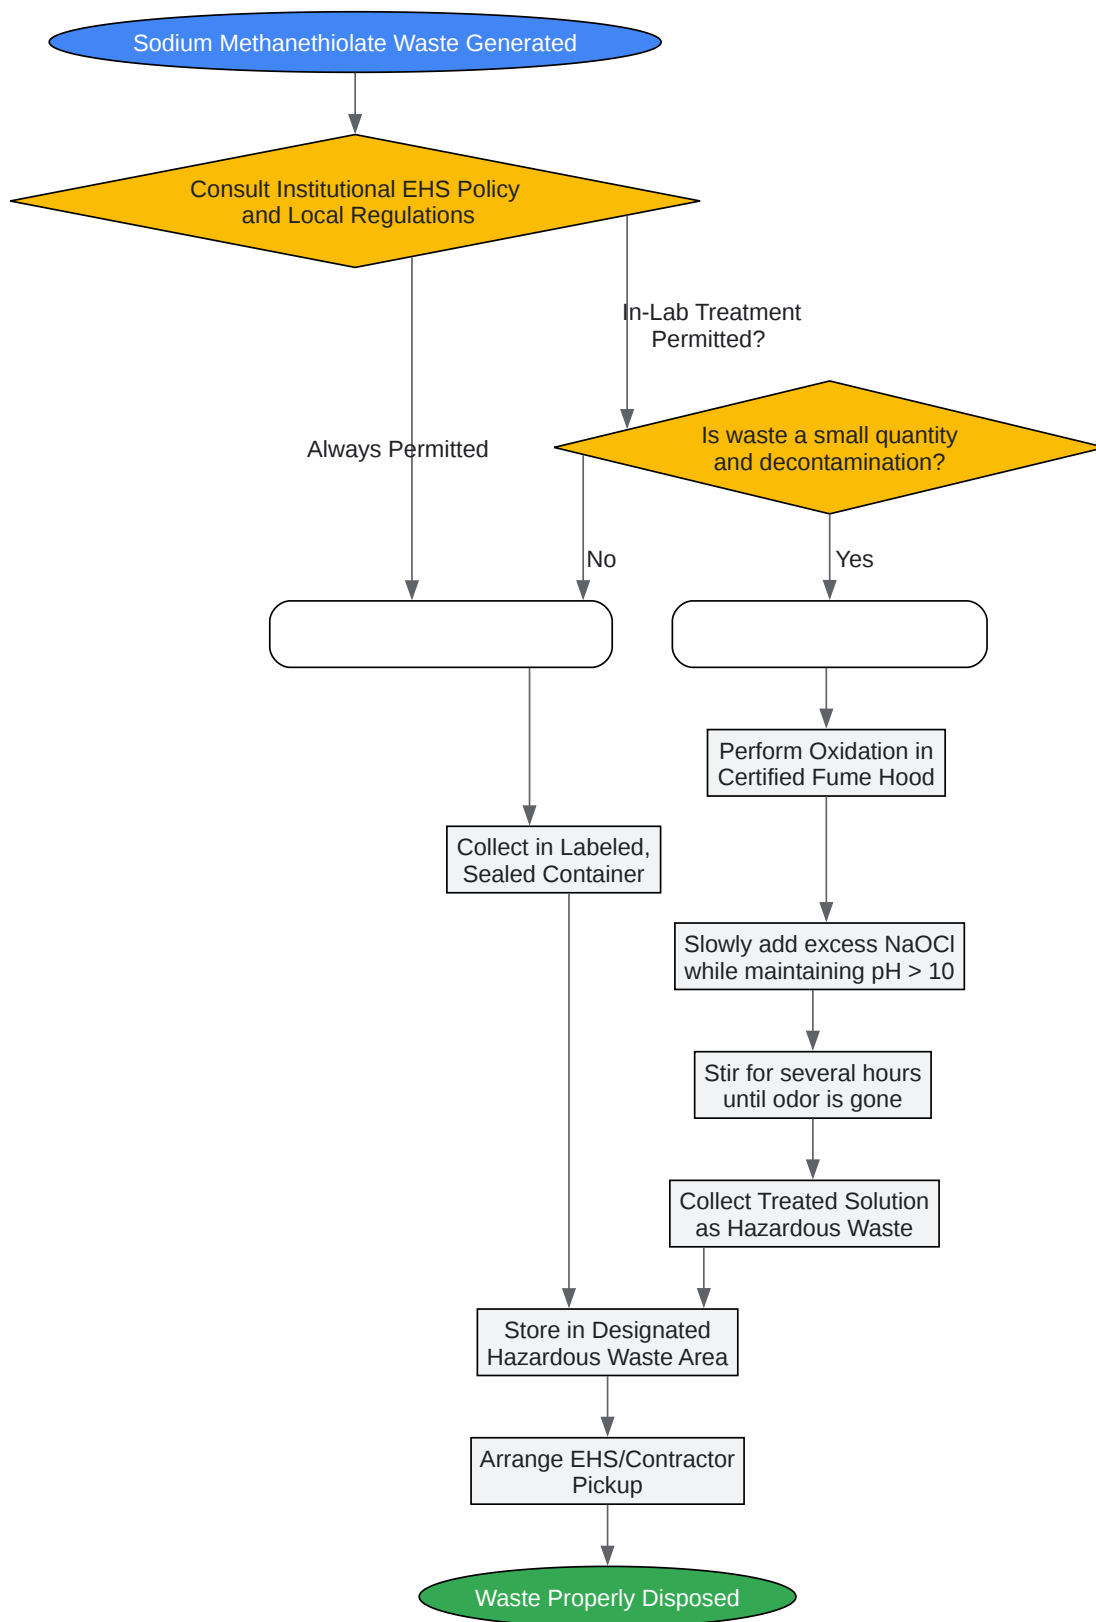 Sodium Methanethiolate Waste Generated
Consult Institutional EHS Policy
and Local Regulations
In-Lab Treatment
Permitted?
Always Permitted
Is waste a small quantity
and decontamination?
No
Yes
Perform Oxidation in
Certified Fume Hood
Collect in Labeled,
Sealed Container
Slowly add excess NaOCl
while maintaining pH > 10
Stir for several hours
until odor is gone
Collect Treated Solution
as Hazardous Waste
Store in Designated
Hazardous Waste Area
Arrange EHS/Contractor
Pickup
Waste Properly Disposed